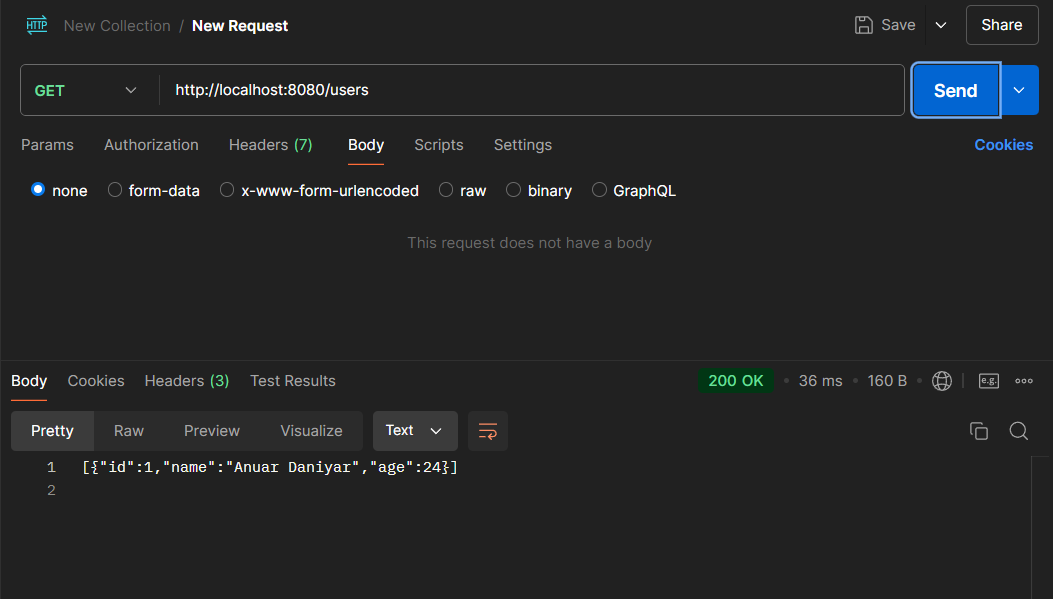 HTTP New Collection / New Request Save Share
GET http://localhost:8080/users Send
Params Authorization Headers (7) Body Scripts Settings Cookies
none form-data x-www-form-urlencoded raw binary GraphQL
This request does not have a body
Body Cookies Headers (3) Test Results 200 OK • 36 ms • 160 B • e.g.
Pretty Raw Preview Visualize Text
1 [{"id":1,"name":"Anuar Daniyar","age":24}]
2